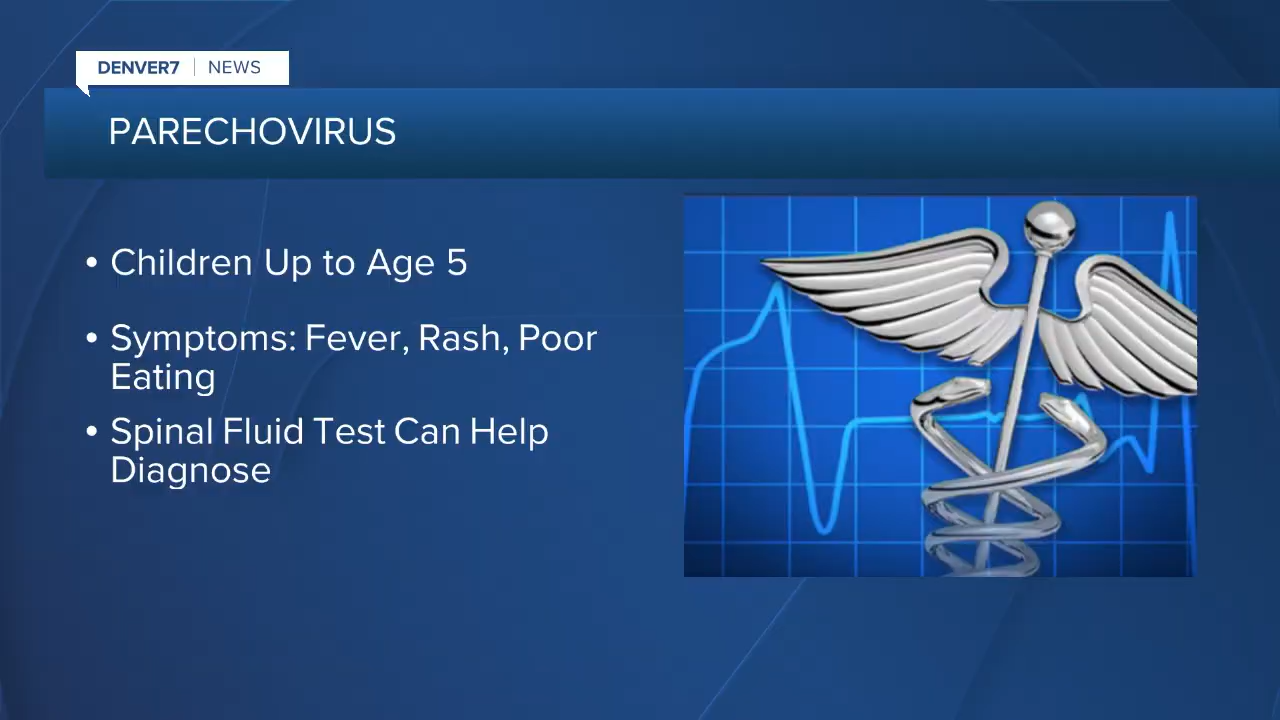 DENVER7 | NEWS
PARECHOVIRUS
• Children Up to Age 5
• Symptoms: Fever, Rash, Poor
Eating
• Spinal Fluid Test Can Help
Diagnose